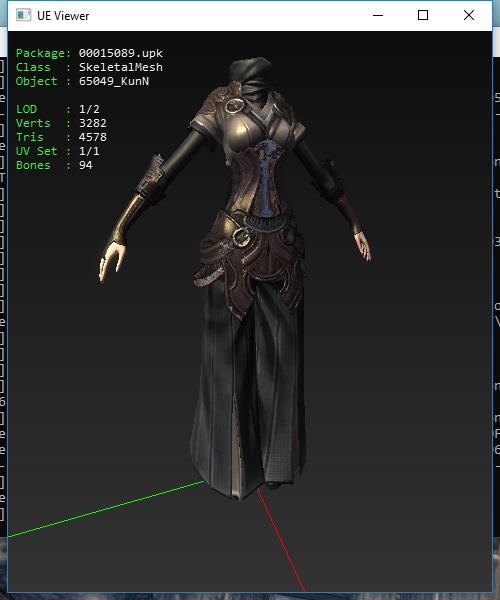 UE Viewer
Package: 00015089.upk
Class : SkeletalMesh
Object : 65049_KunN
LOD : 1/2
Verts : 3282
Tris : 4578
UV Set : 1/1
Bones : 94